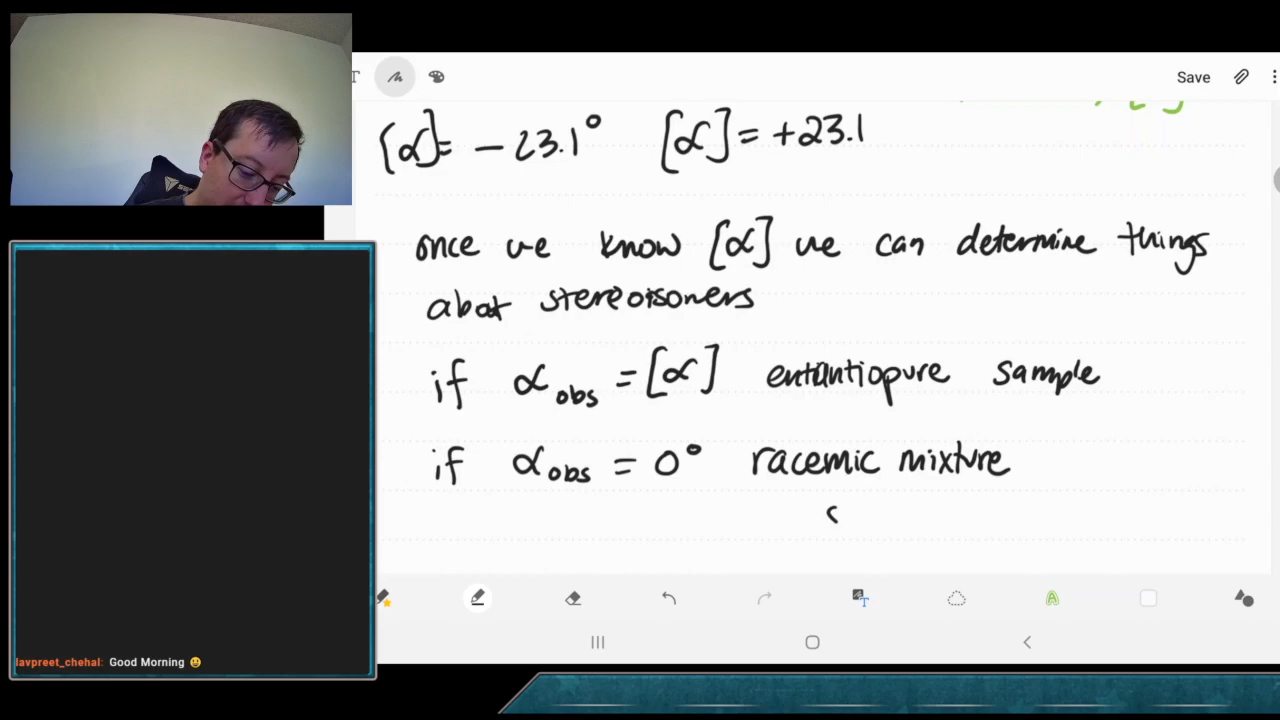 T
Save
[α]= -23.1° [α] = +23.1
once we know [α] we can determine things
about stereoisomers
if α obs = [α] entantiopure sample
if α obs = 0° racemic mixture
lavpreet_chehal: Good Morning 😃